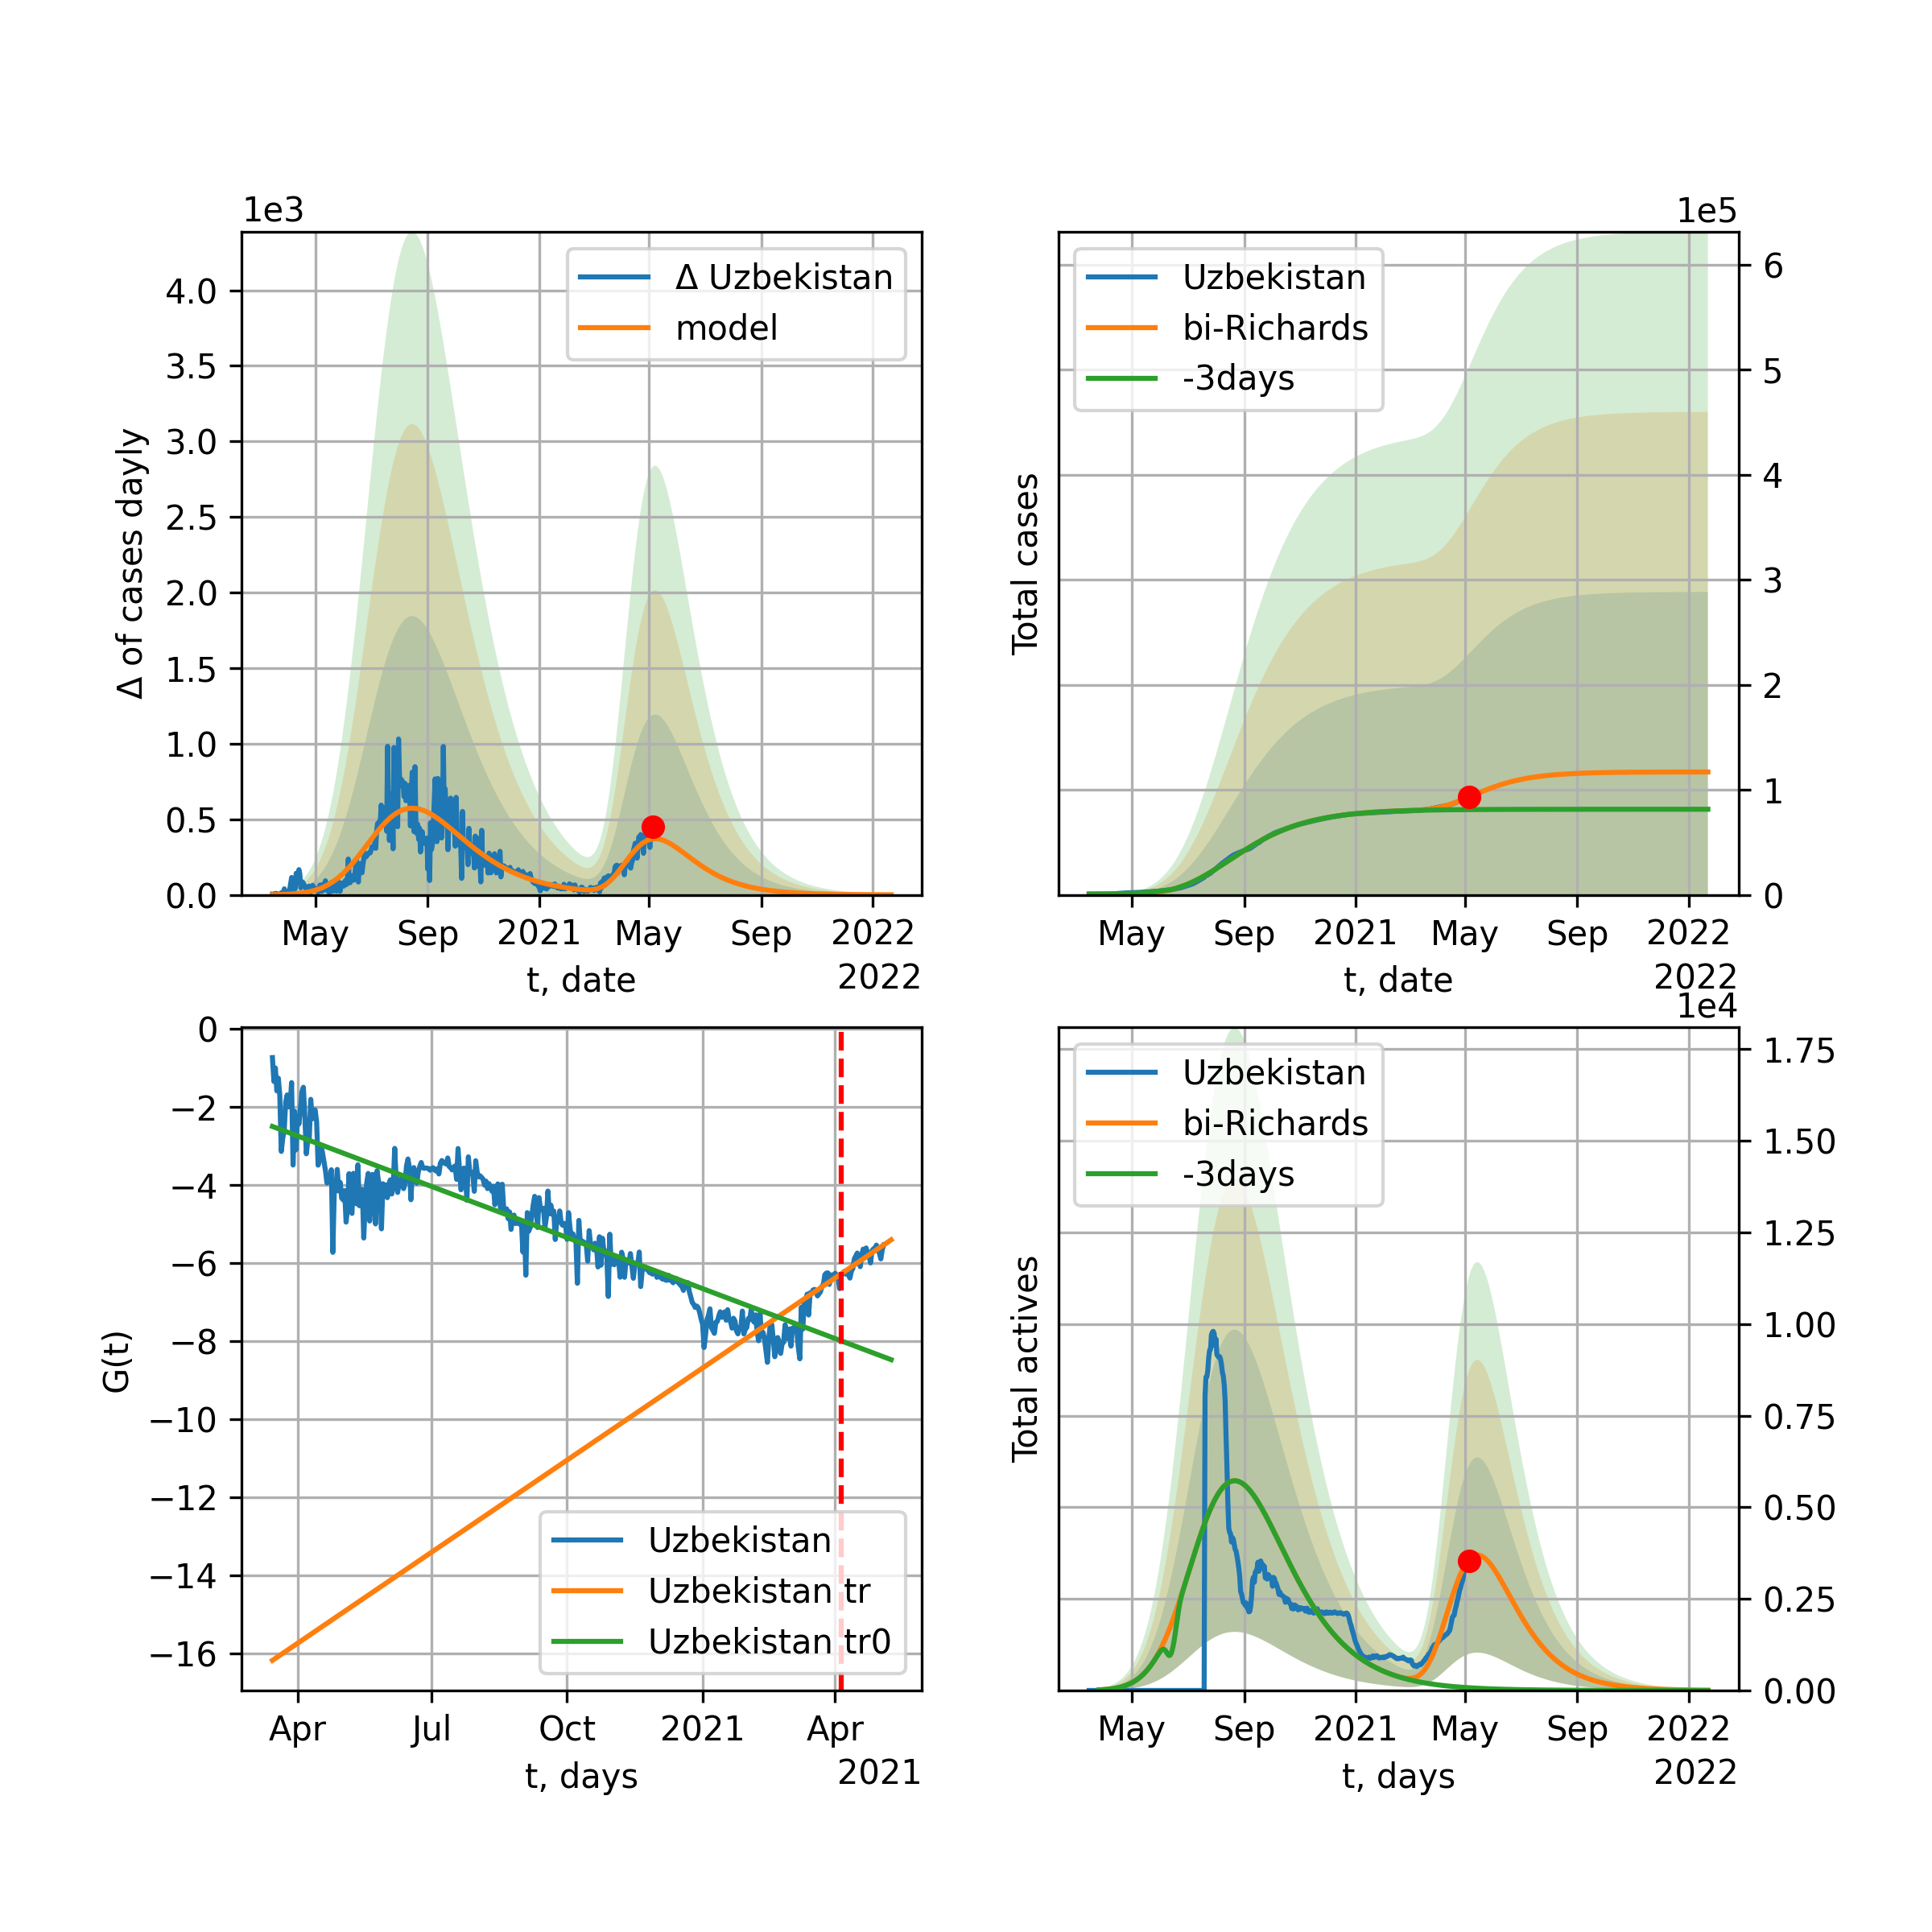 1e3
Δ of cases dayly
4.0
3.5
3.0
2.5
2.0
1.5
1.0
0.5
0.0
Δ Uzbekistan
model
May Sep 2021 May Sep 2022
t, date
2022
1e5
Total cases
Uzbekistan
bi-Richards
-3days
6
5
4
3
2
1
0
May Sep 2021 May Sep 2022
t, date
2022
G(t)
0
−2
−4
−6
−8
−10
−12
−14
−16
Uzbekistan
Uzbekistan tr
Uzbekistan tr0
Apr Jul Oct 2021 Apr
t, days
2021
1e4
Total actives
Uzbekistan
bi-Richards
-3days
1.75
1.50
1.25
1.00
0.75
0.50
0.25
0.00
May Sep 2021 May Sep 2022
t, days
2022